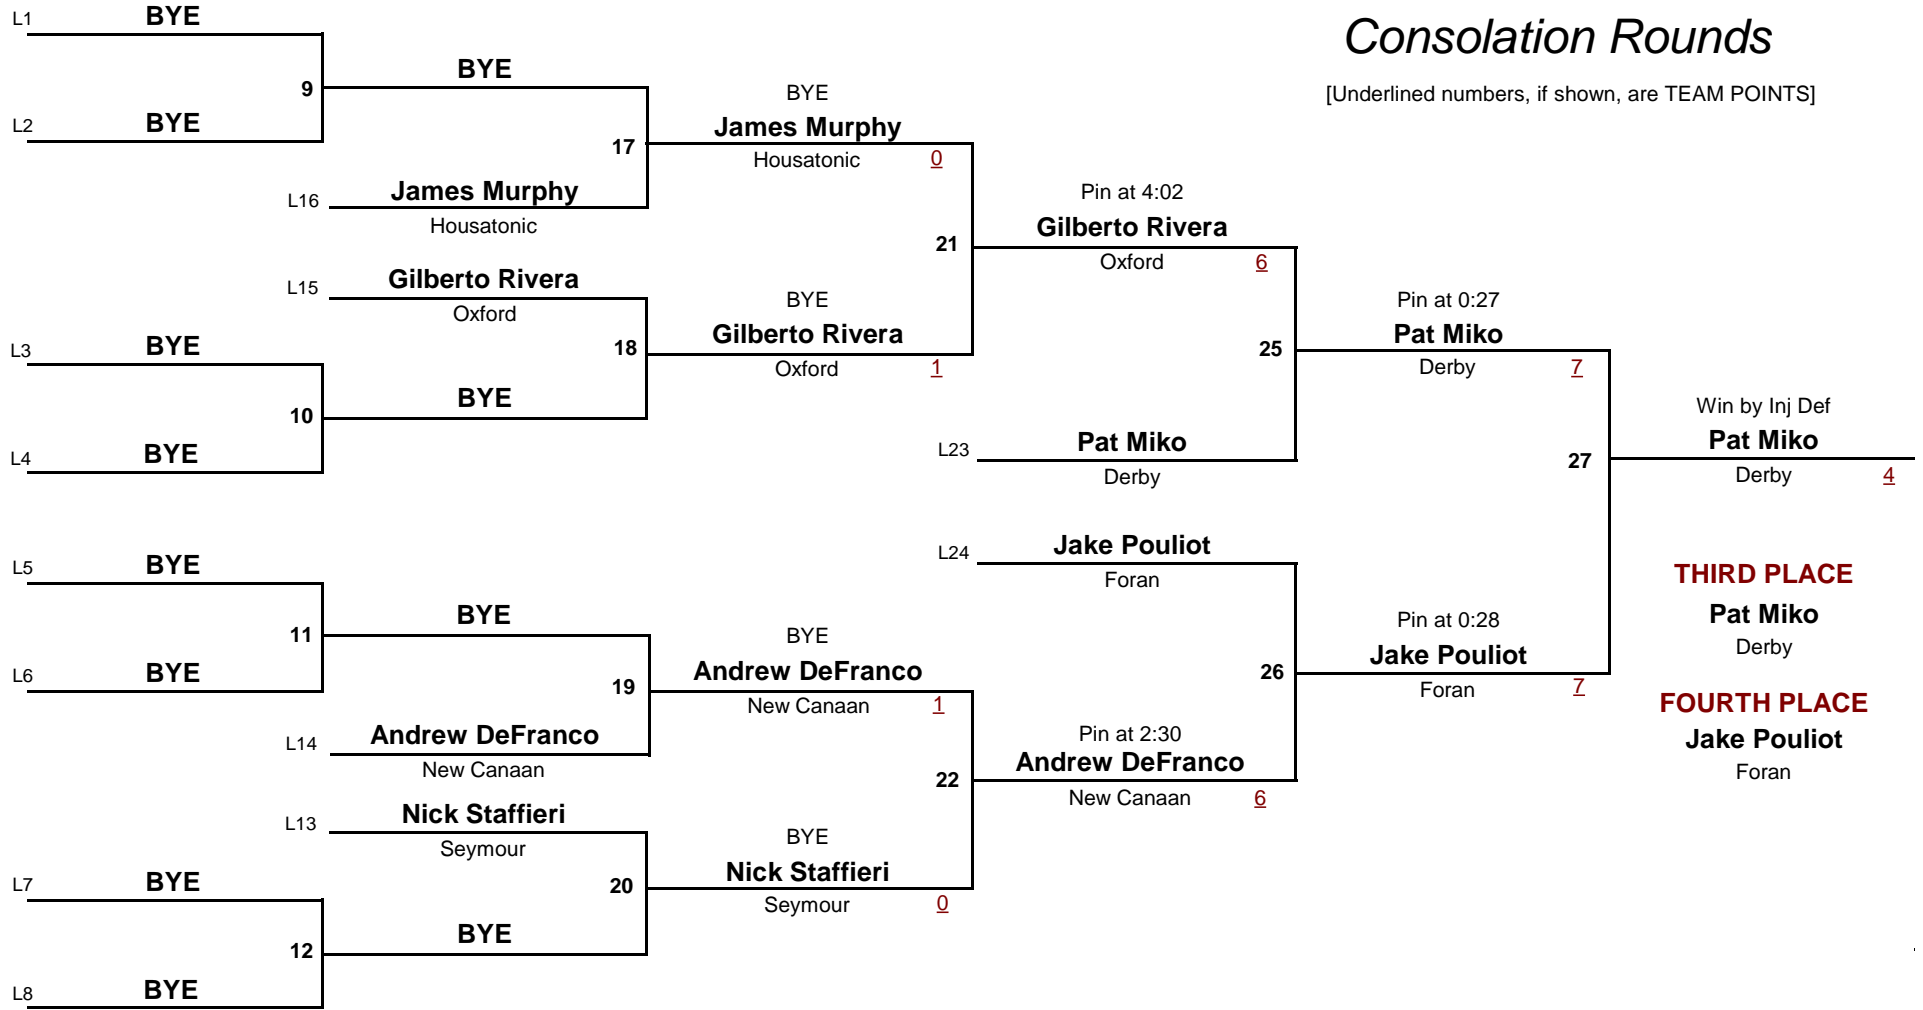 Consolation Rounds
[Underlined numbers, if shown, are TEAM POINTS]
L1
BYE
9
L2
BYE
BYE
17
L16
James Murphy
Housatonic
BYE
James Murphy
Housatonic
0
L15
Gilberto Rivera
Oxford
18
L3
BYE
10
L4
BYE
BYE
BYE
Gilberto Rivera
Oxford
1
21
Pin at 4:02
Gilberto Rivera
Oxford
6
25
L23
Pat Miko
Derby
Pin at 0:27
Pat Miko
Derby
7
27
Win by Inj Def
Pat Miko
Derby
4
L5
BYE
11
L6
BYE
BYE
19
L14
Andrew DeFranco
New Canaan
BYE
Andrew DeFranco
New Canaan
1
L13
Nick Staffieri
Seymour
20
L7
BYE
12
L8
BYE
BYE
BYE
Nick Staffieri
Seymour
0
22
L24
Jake Pouliot
Foran
26
Pin at 2:30
Andrew DeFranco
New Canaan
6
Pin at 0:28
Jake Pouliot
Foran
7
THIRD PLACE
Pat Miko
Derby
FOURTH PLACE
Jake Pouliot
Foran